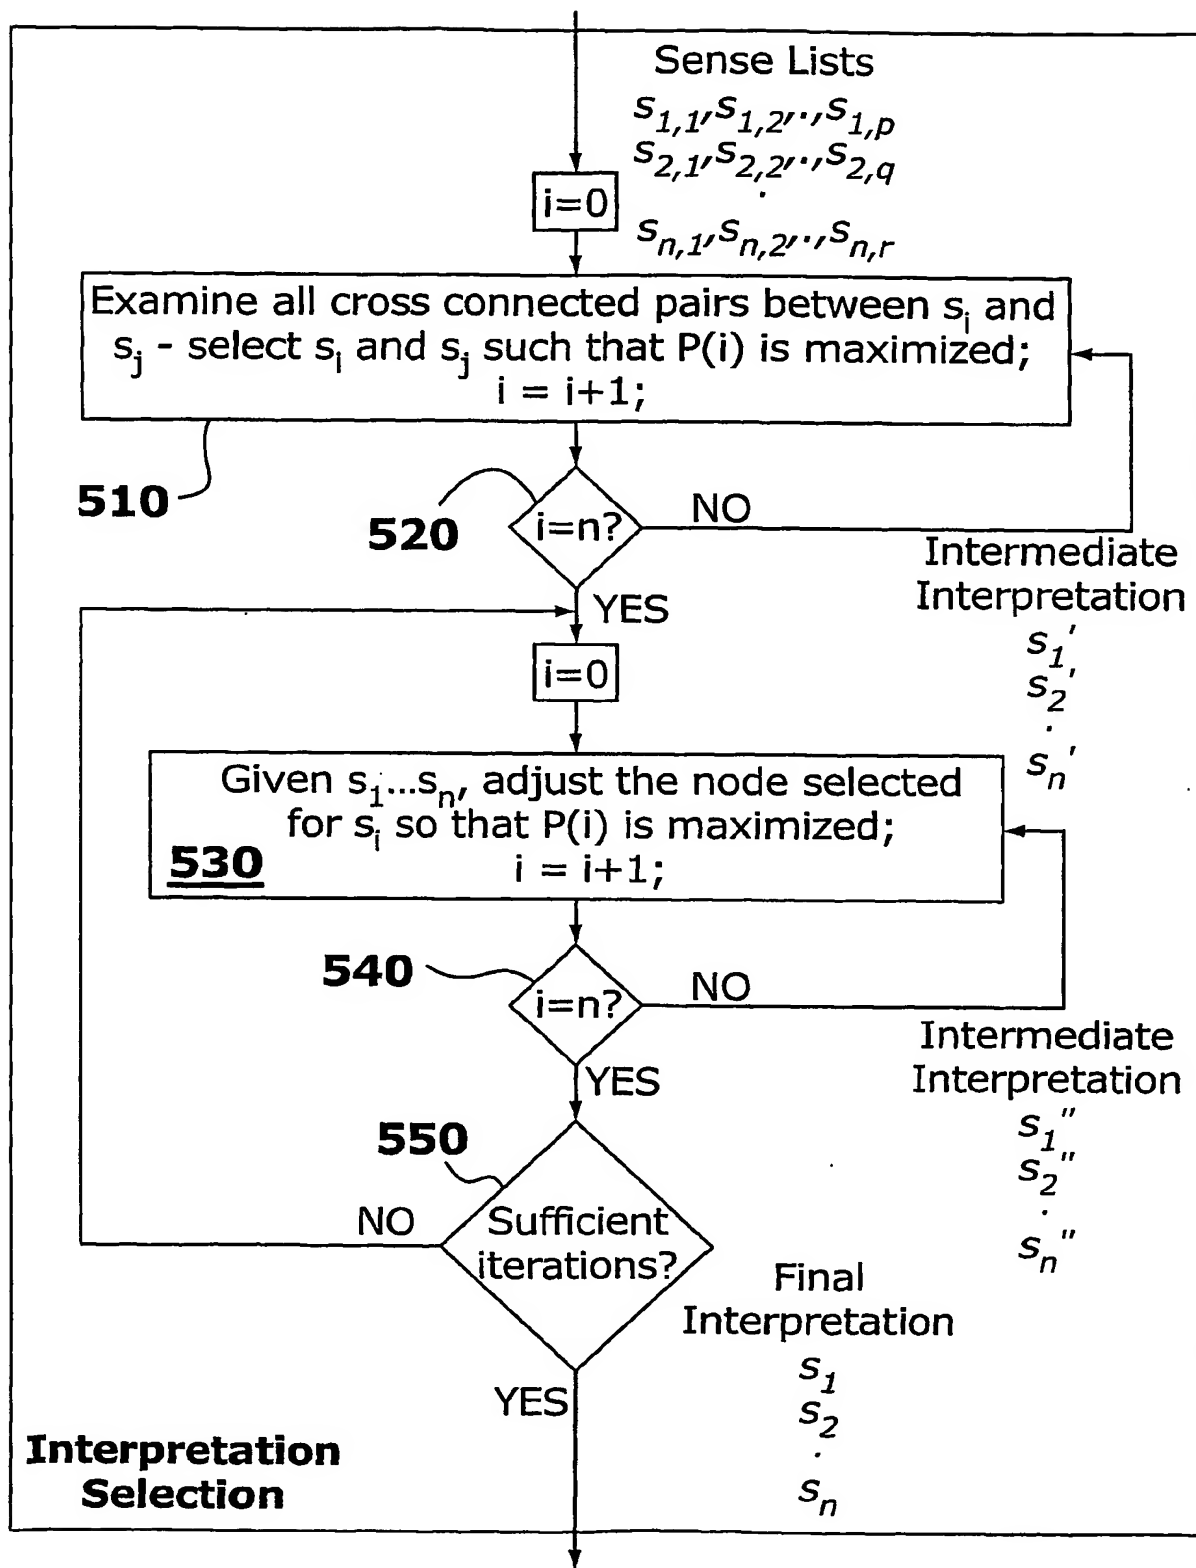 Sense Lists
s1,1,s1,2,..,s1,p
s2,1,s2,2,..,s2,q
.
sn,1,sn,2,..,sn,r
i=0
Examine all cross connected pairs between si and
sj - select si and sj such that P(i) is maximized;
i = i+1;
510
520
i=n?
NO
YES
Intermediate
Interpretation
s1'
s2'
.
sn'
i=0
Given s1...sn, adjust the node selected
for si so that P(i) is maximized;
530
i = i+1;
540
i=n?
NO
YES
Intermediate
Interpretation
s1"
s2"
.
sn"
550
NO
Sufficient
iterations?
YES
Final
Interpretation
s1
s2
.
sn
Interpretation
Selection